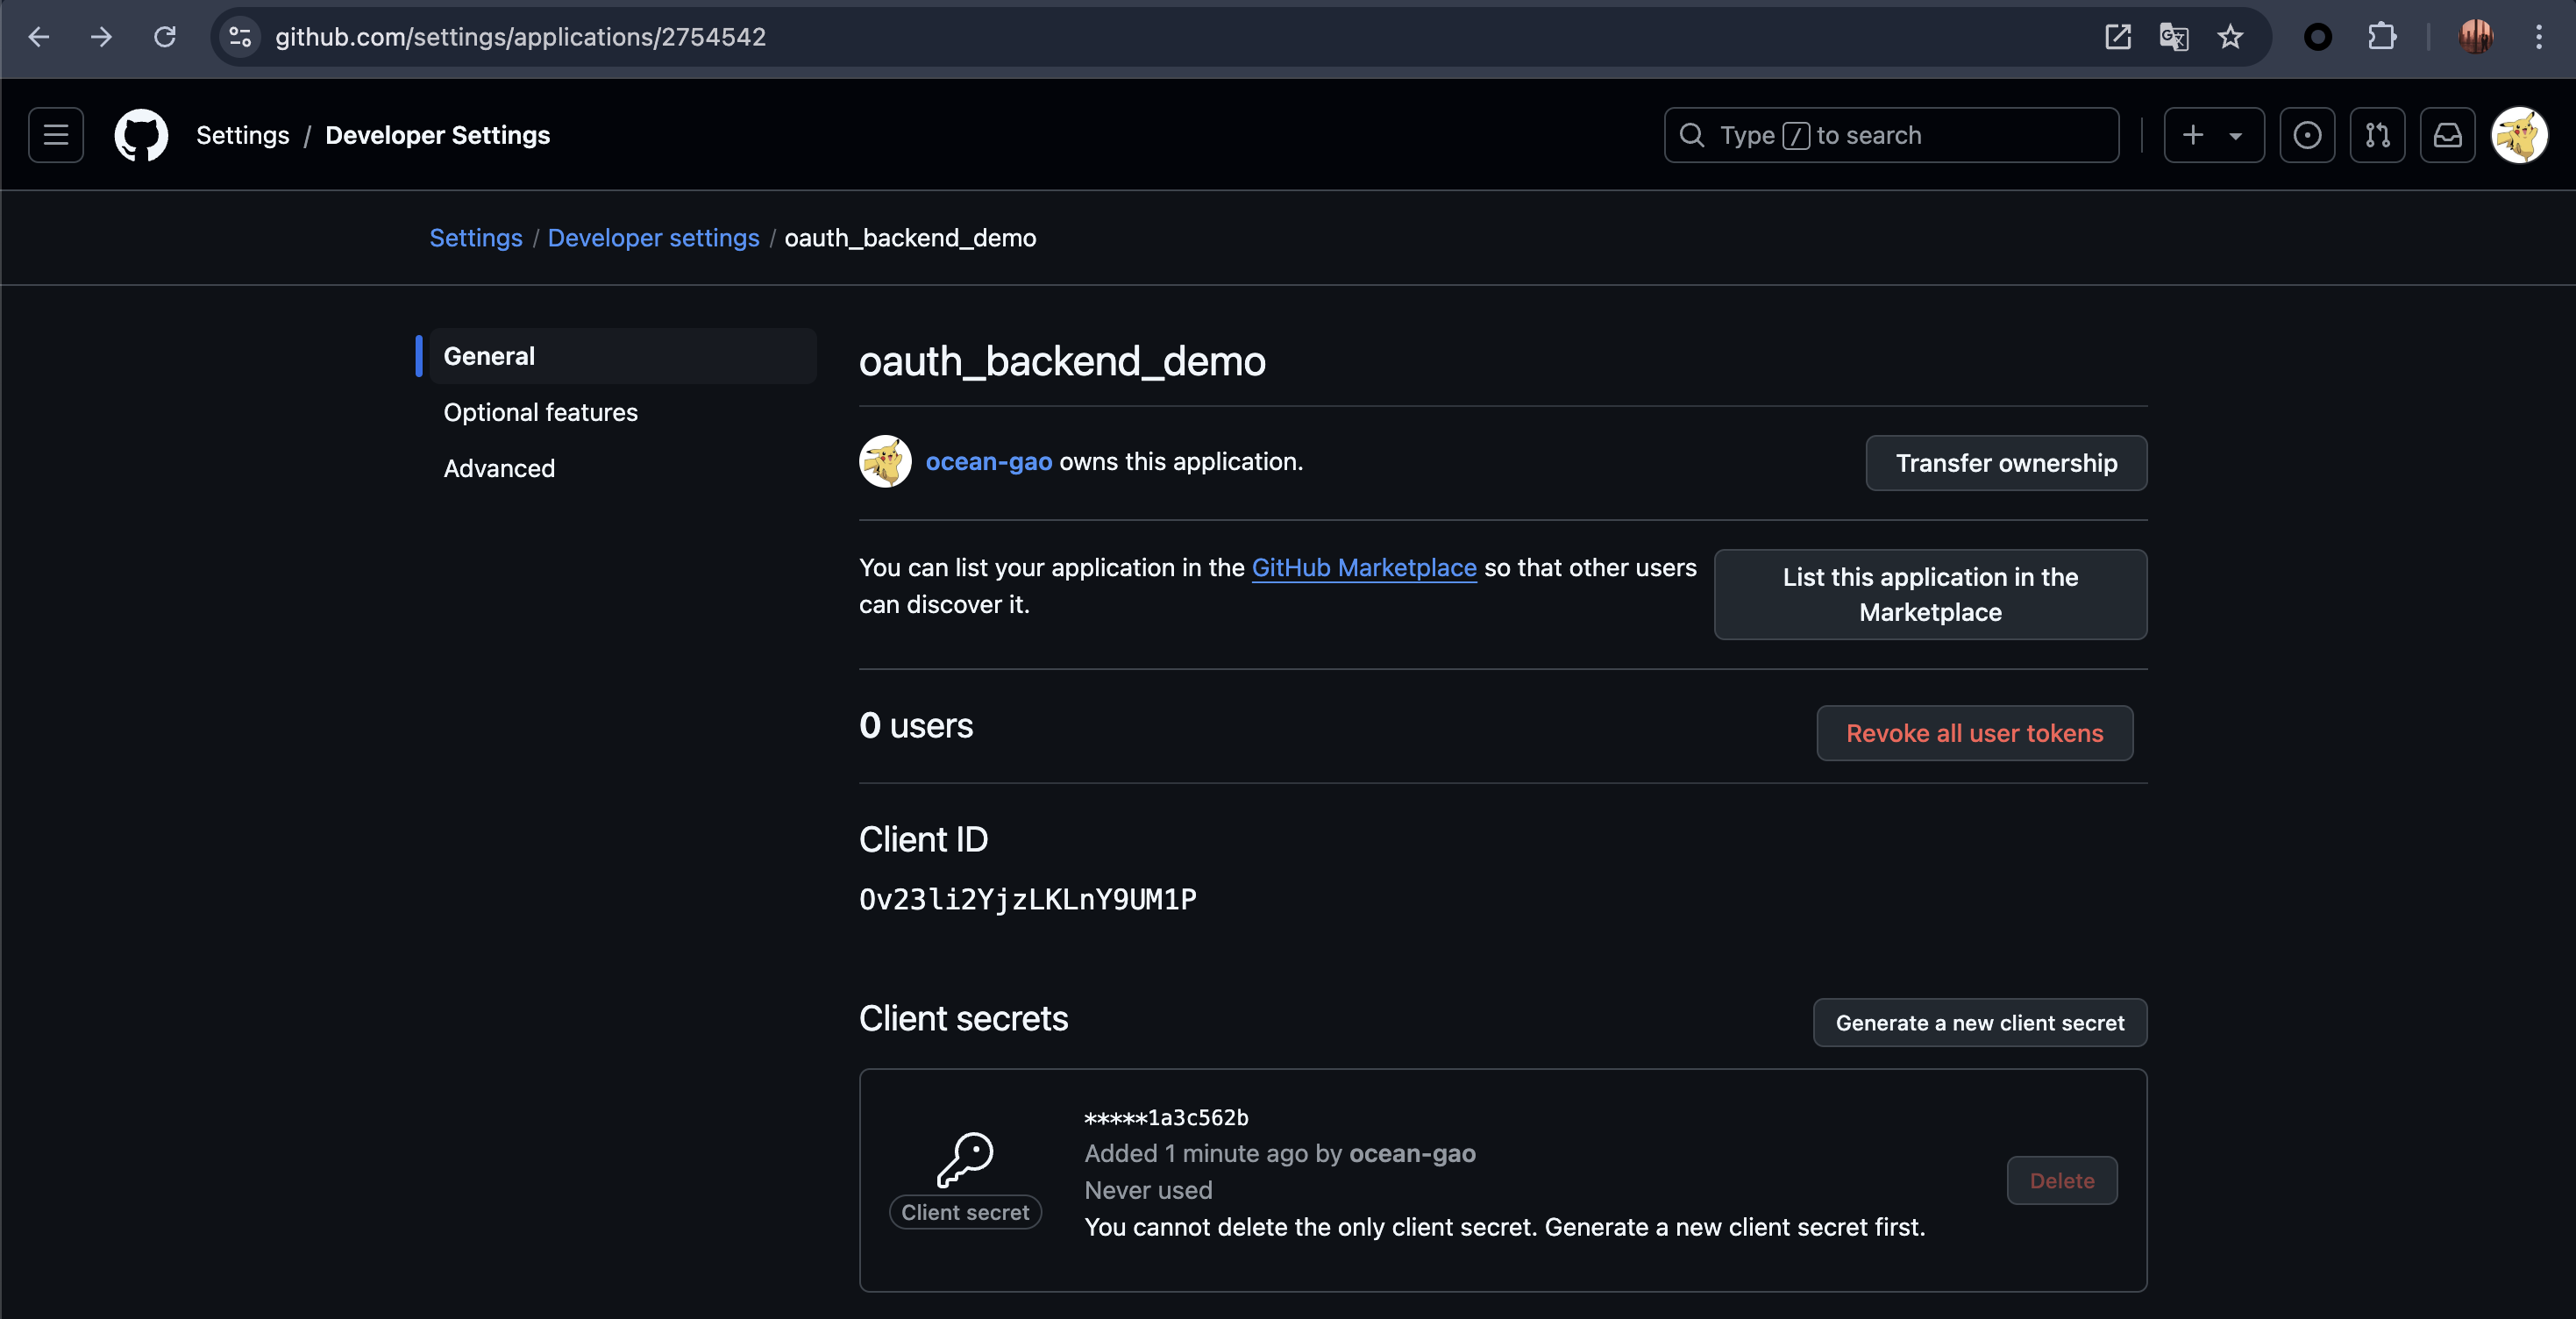 github.com/settings/applications/2754542
Settings / Developer Settings
Type / to search
Settings / Developer settings / oauth_backend_demo
General
Optional features
Advanced
oauth_backend_demo
ocean-gao owns this application.
Transfer ownership
You can list your application in the GitHub Marketplace so that other users
can discover it.
List this application in the
Marketplace
0 users
Revoke all user tokens
Client ID
Ov23li2YjzLKLnY9UM1P
Client secrets
Generate a new client secret
*****1a3c562b
Added 1 minute ago by ocean-gao
Never used
You cannot delete the only client secret. Generate a new client secret first.
Client secret
Delete